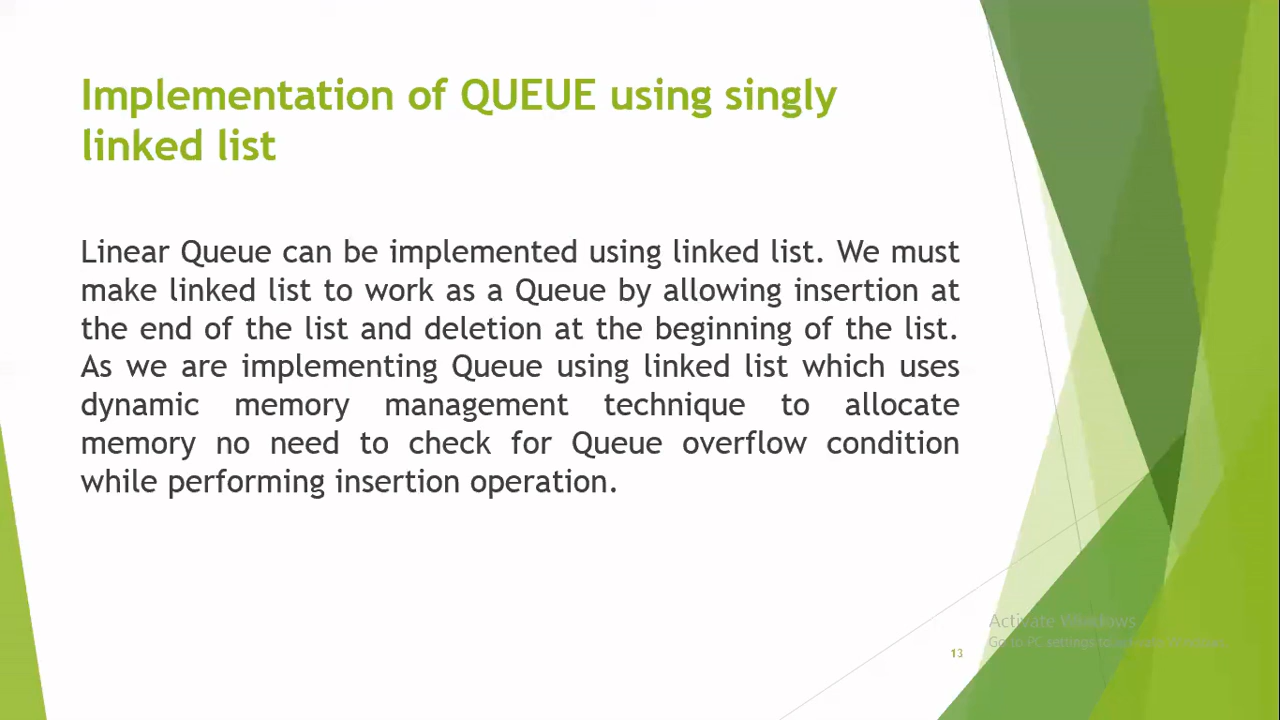 Implementation of QUEUE using singly
linked list
Linear Queue can be implemented using linked list. We must
make linked list to work as a Queue by allowing insertion at
the end of the list and deletion at the beginning of the list.
As we are implementing Queue using linked list which uses
dynamic memory management technique to allocate
memory no need to check for Queue overflow condition
while performing insertion operation.
Activate Windows
Go to PC settings to activate Windows.
13